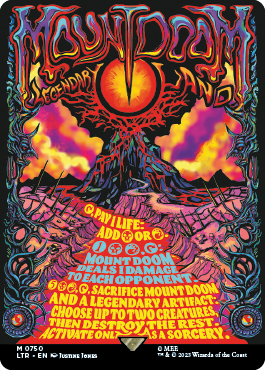 MOUNT DOOM
LEGENDARY LAND
PAY 1 LIFE:
ADD OR
MOUNT DOOM
DEALS 1 DAMAGE
TO EACH OPPONENT.
SACRIFICE MOUNT DOOM
AND A LEGENDARY ARTIFACT:
CHOOSE UP TO TWO CREATURES,
THEN DESTROY THE REST.
ACTIVATE ONLY AS A SORCERY.
M 0750
LTR • EN Justine Jones
© MEE
™ & © 2023 Wizards of the Coast